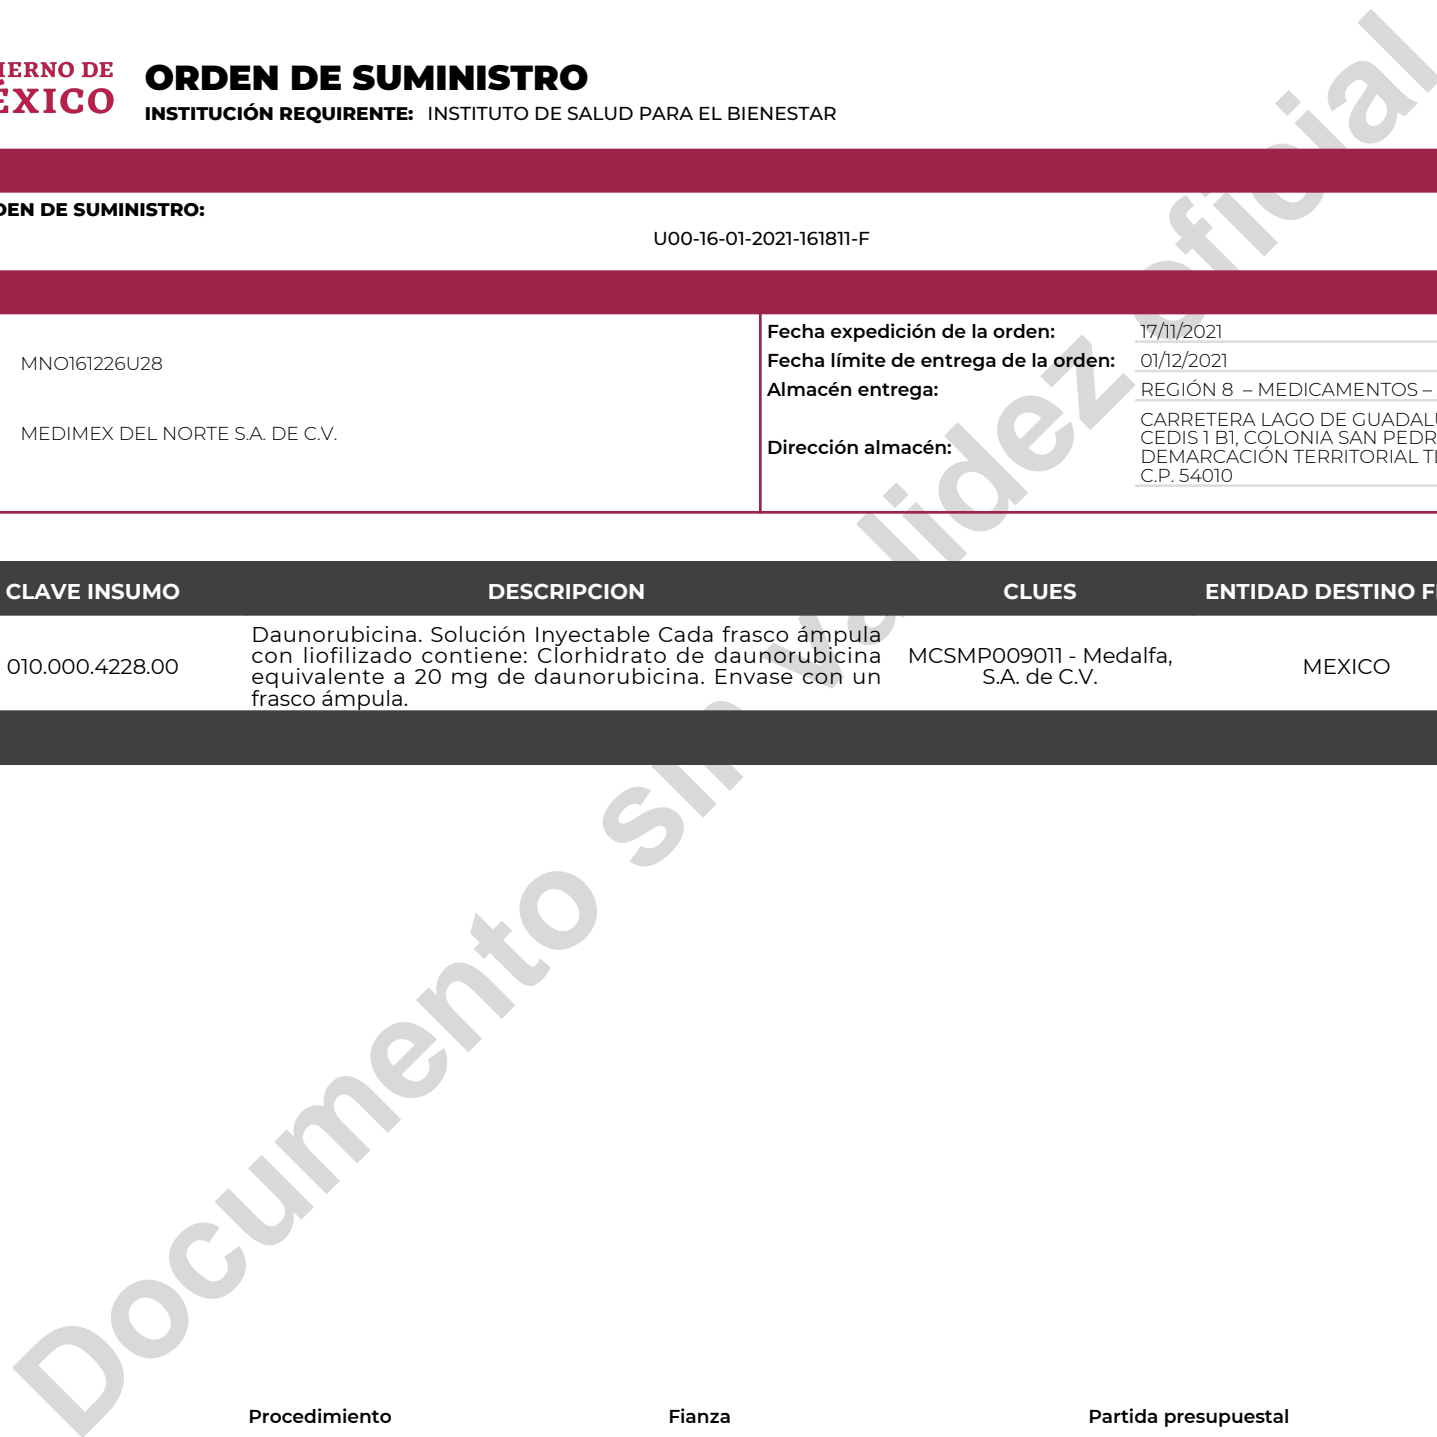 IERNO DE
ÉXICO
ORDEN DE SUMINISTRO
INSTITUCIÓN REQUIRENTE: INSTITUTO DE SALUD PARA EL BIENESTAR
DEN DE SUMINISTRO:
U00-16-01-2021-161811-F
MNO161226U28
MEDIMEX DEL NORTE S.A. DE C.V.
Fecha expedición de la orden: 17/11/2021
Fecha límite de entrega de la orden: 01/12/2021
Almacén entrega: REGIÓN 8 – MEDICAMENTOS –
Dirección almacén:
CARRETERA LAGO DE GUADALU
CEDIS 1 B1, COLONIA SAN PEDR
DEMARCACIÓN TERRITORIAL TL
C.P. 54010
CLAVE INSUMO DESCRIPCION CLUES ENTIDAD DESTINO FI
010.000.4228.00
Daunorubicina. Solución Inyectable Cada frasco ámpula
con liofilizado contiene: Clorhidrato de daunorubicina
equivalente a 20 mg de daunorubicina. Envase con un
frasco ámpula.
MCSMP009011 - Medalfa,
S.A. de C.V.
MEXICO
Documento sin validez oficial
Procedimiento Fianza Partida presupuestal